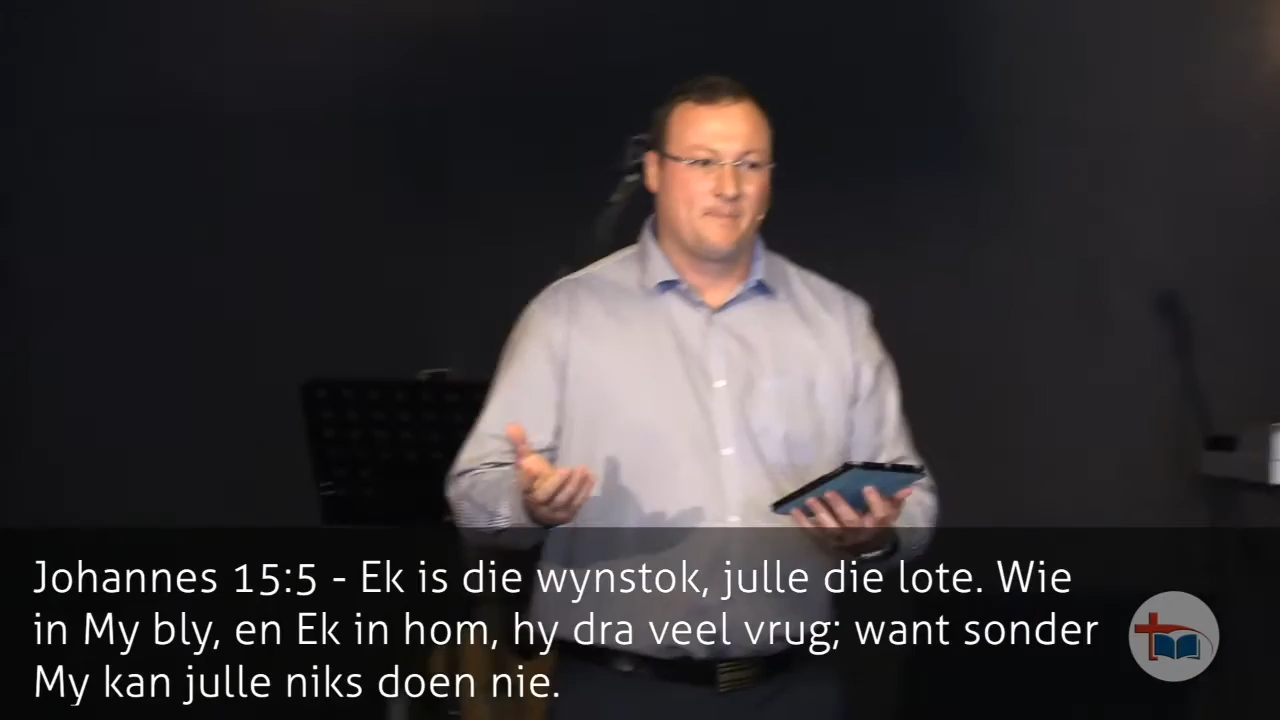 Johannes 15:5 - Ek is die wynstok, julle die lote. Wie
in My bly, en Ek in hom, hy dra veel vrug; want sonder
My kan julle niks doen nie.